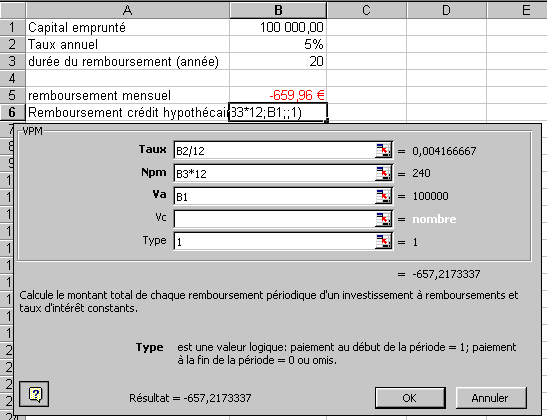 A B C D E
1 Capital emprunté 100 000,00
2 Taux annuel 5%
3 durée du remboursement (année) 20
4
5 remboursement mensuel -659,96 €
6 Remboursement crédit hypothécai B3*12;B1;;1)
7
VPM
Taux B2/12 = 0,004166667
Npm B3*12 = 240
Va B1 = 100000
Vc = nombre
Type 1 = 1
= -657,2173337
Calcule le montant total de chaque remboursement périodique d'un investissement à remboursements et
taux d'intérêt constants.
Type est une valeur logique: paiement au début de la période = 1; paiement
à la fin de la période = 0 ou omis.
? Résultat = -657,2173337 OK Annuler